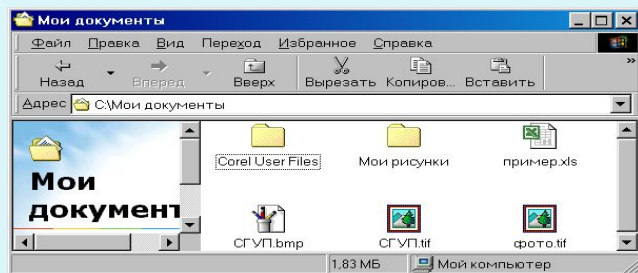 Мои документы
Файл Правка Вид Переход Избранное Справка
Назад Вперед Вверх Вырезать Копиров... Вставить »
Адрес C:\Мои документы
Мои документ
Corel User Files Мои рисунки пример.xls
СГУП.bmp СГУП.tif фото.tif
1,83 МБ Мой компьютер